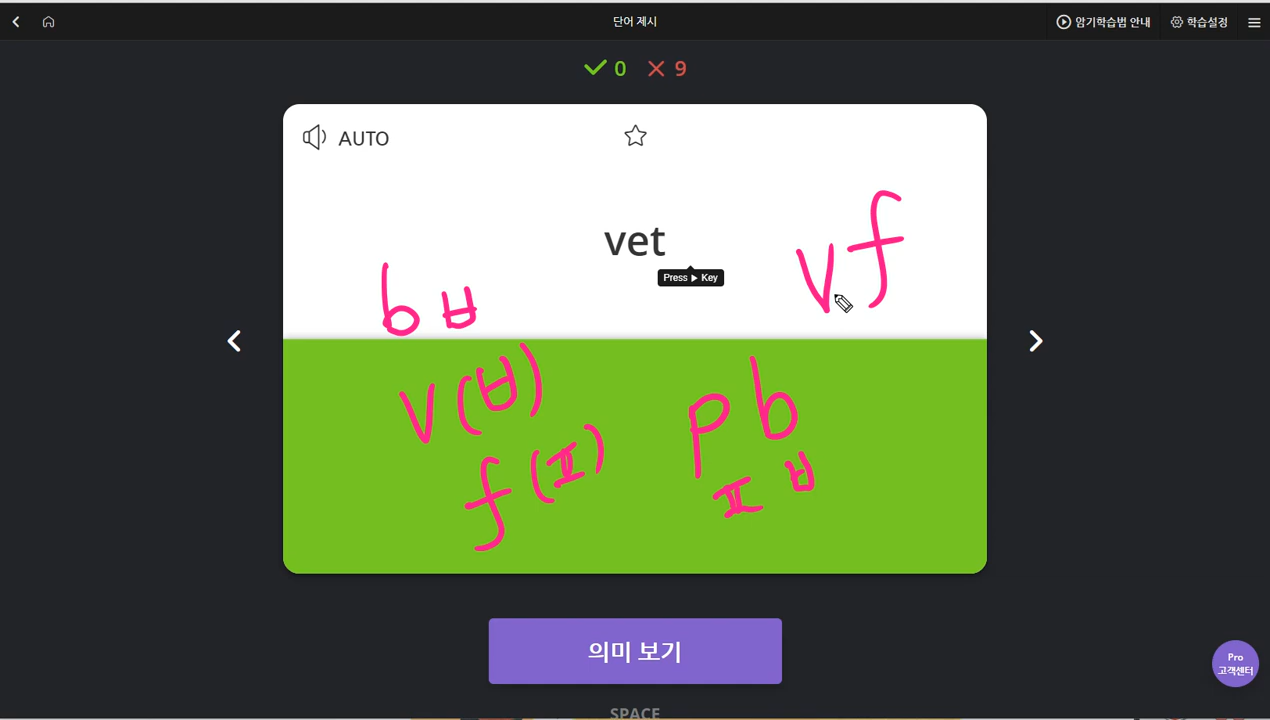 단어 제시
암기학습법 안내
학습설정
0
9
AUTO
vet
Press ▶ Key
v f
b ㅂ
v(ㅂ)
p b
f(ㅍ)
ㅍ ㅂ
의미 보기
Pro
고객센터
SPACE